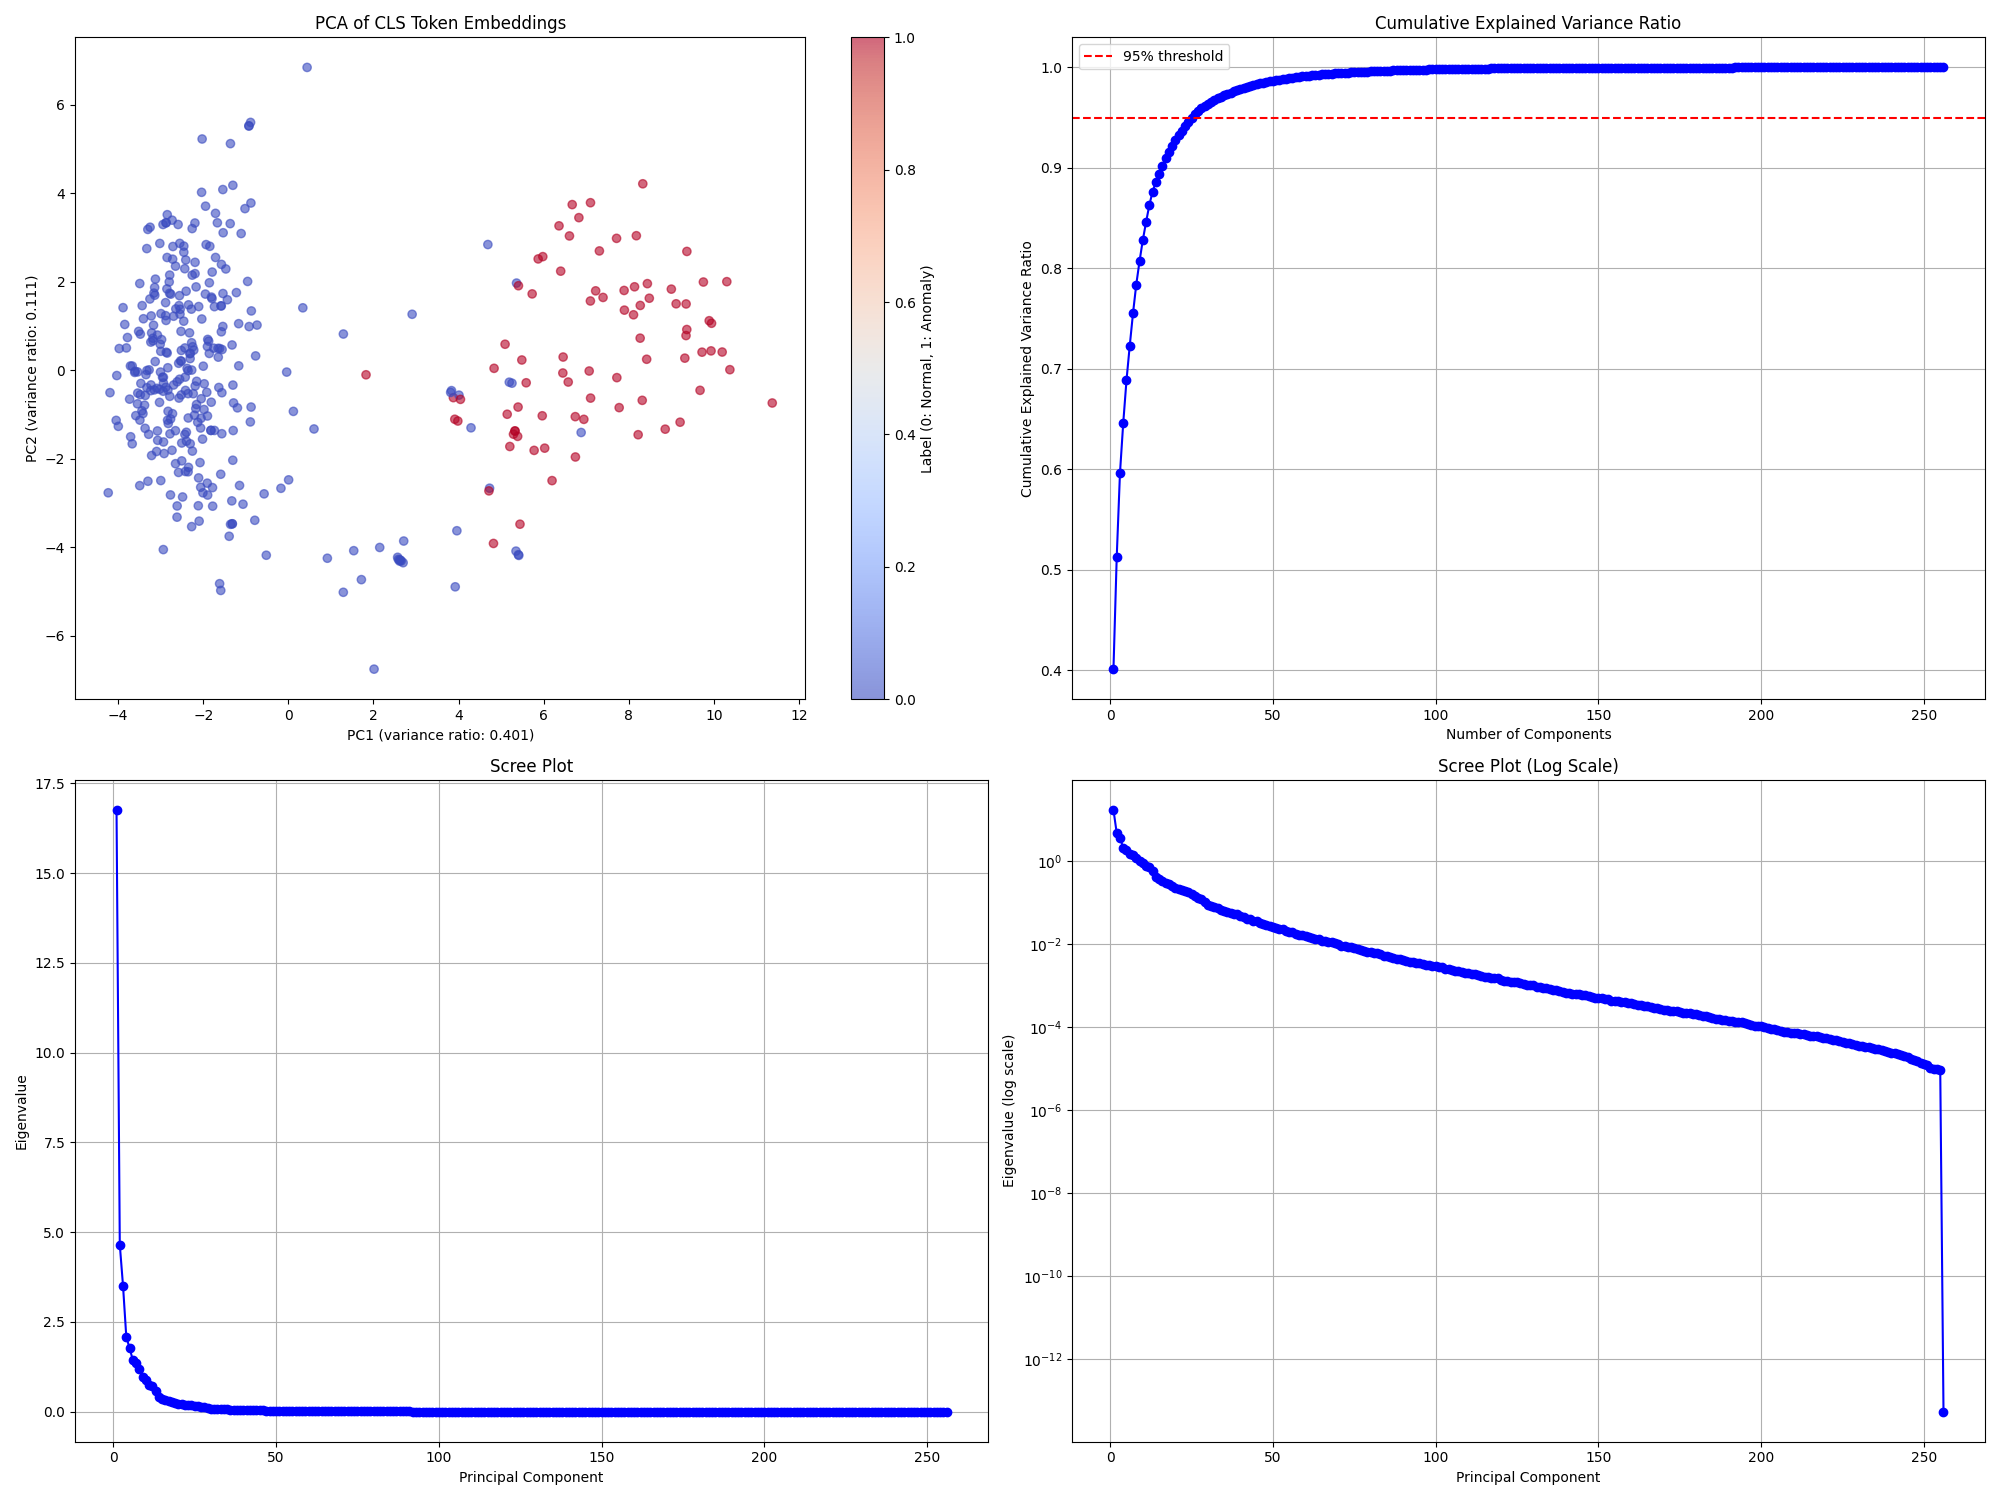 PCA of CLS Token Embeddings
6
4
2
0
−2
−4
−6
PC2 (variance ratio: 0.111)
−4 −2 0 2 4 6 8 10 12
PC1 (variance ratio: 0.401)
1.0
0.8
0.6
0.4
0.2
0.0
Label (0: Normal, 1: Anomaly)
Cumulative Explained Variance Ratio
95% threshold
1.0
0.9
0.8
0.7
0.6
0.5
0.4
Cumulative Explained Variance Ratio
0 50 100 150 200 250
Number of Components
Scree Plot
17.5
15.0
12.5
10.0
7.5
5.0
2.5
0.0
Eigenvalue
0 50 100 150 200 250
Principal Component
Scree Plot (Log Scale)
10⁰
10⁻²
10⁻⁴
10⁻⁶
10⁻⁸
10⁻¹⁰
10⁻¹²
Eigenvalue (log scale)
0 50 100 150 200 250
Principal Component